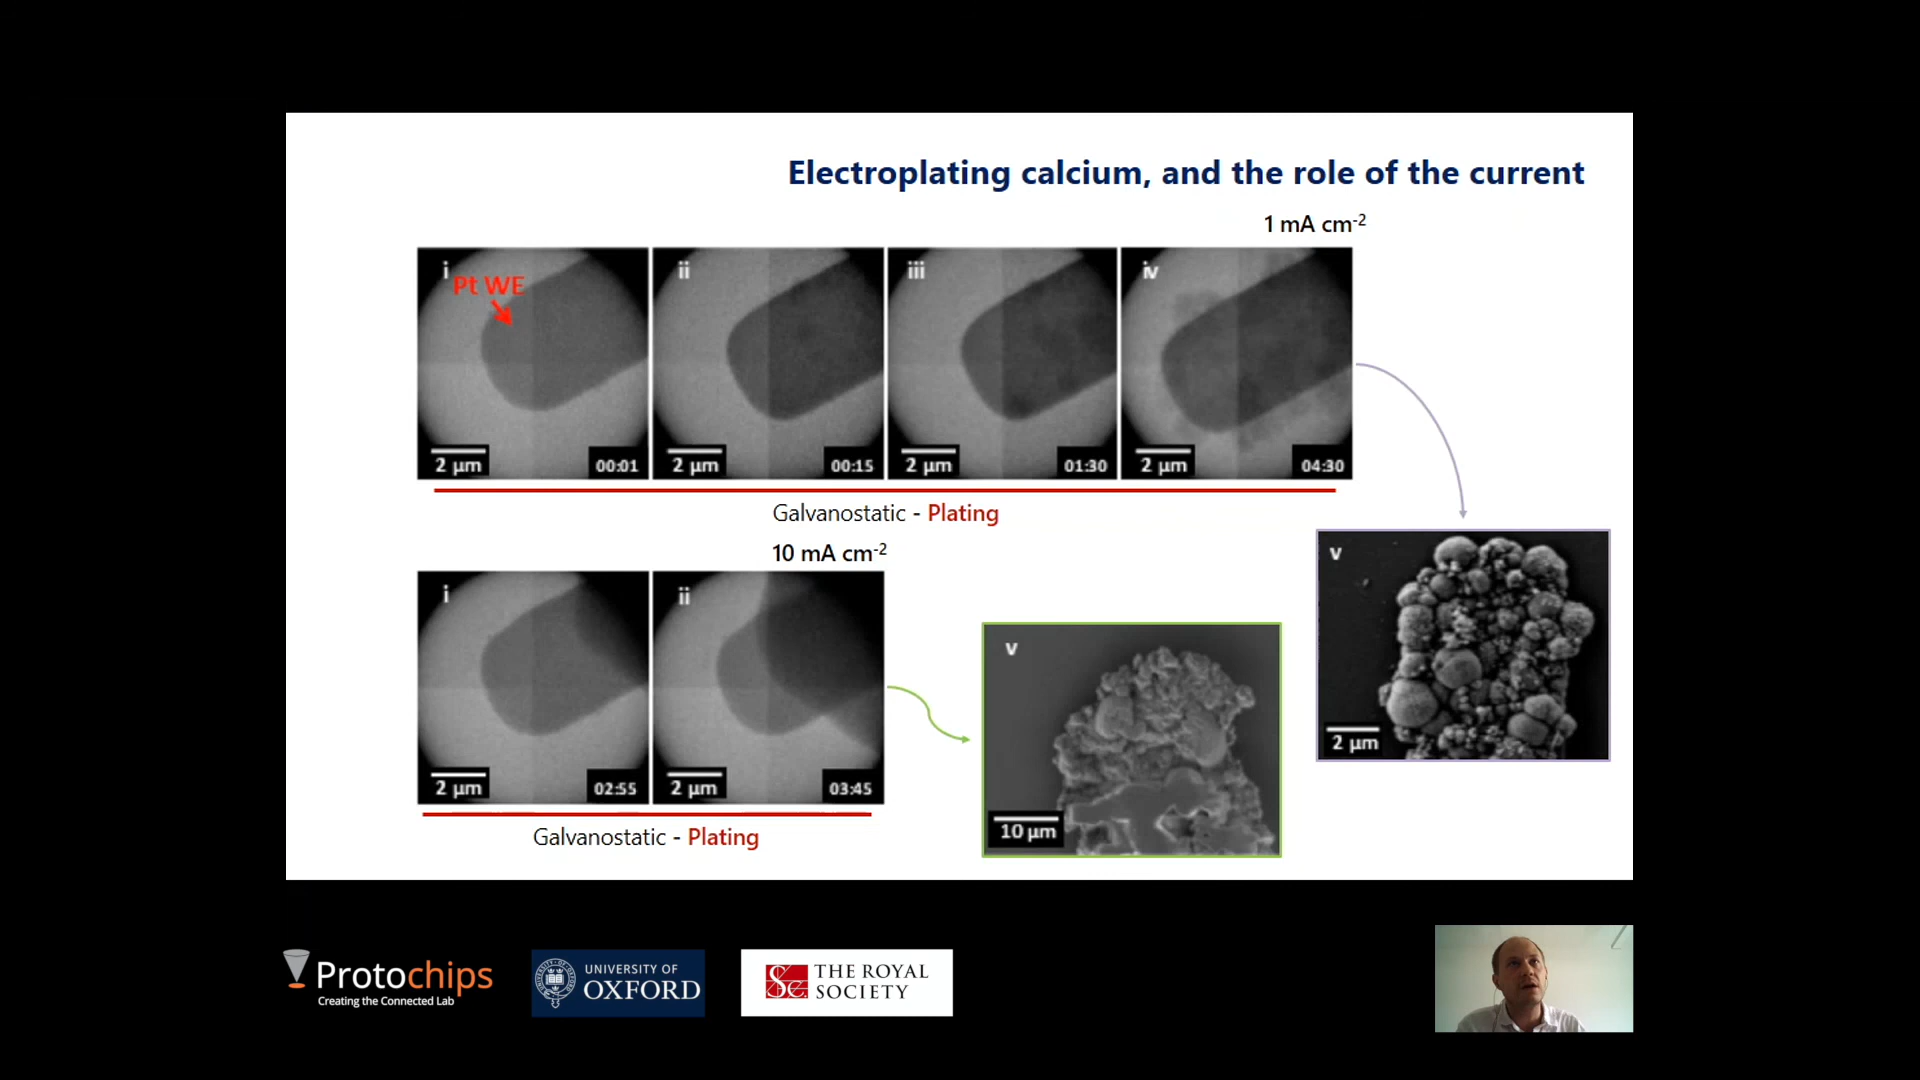 Electroplating calcium, and the role of the current
1 mA cm-2
i
Pt WE
2 μm
00:01
ii
2 μm
00:15
iii
2 μm
01:30
iv
2 μm
04:30
Galvanostatic - Plating
10 mA cm-2
i
2 μm
02:55
ii
2 μm
03:45
Galvanostatic - Plating
v
10 μm
v
2 μm
Protochips
Creating the Connected Lab
UNIVERSITY OF
OXFORD
THE ROYAL
SOCIETY